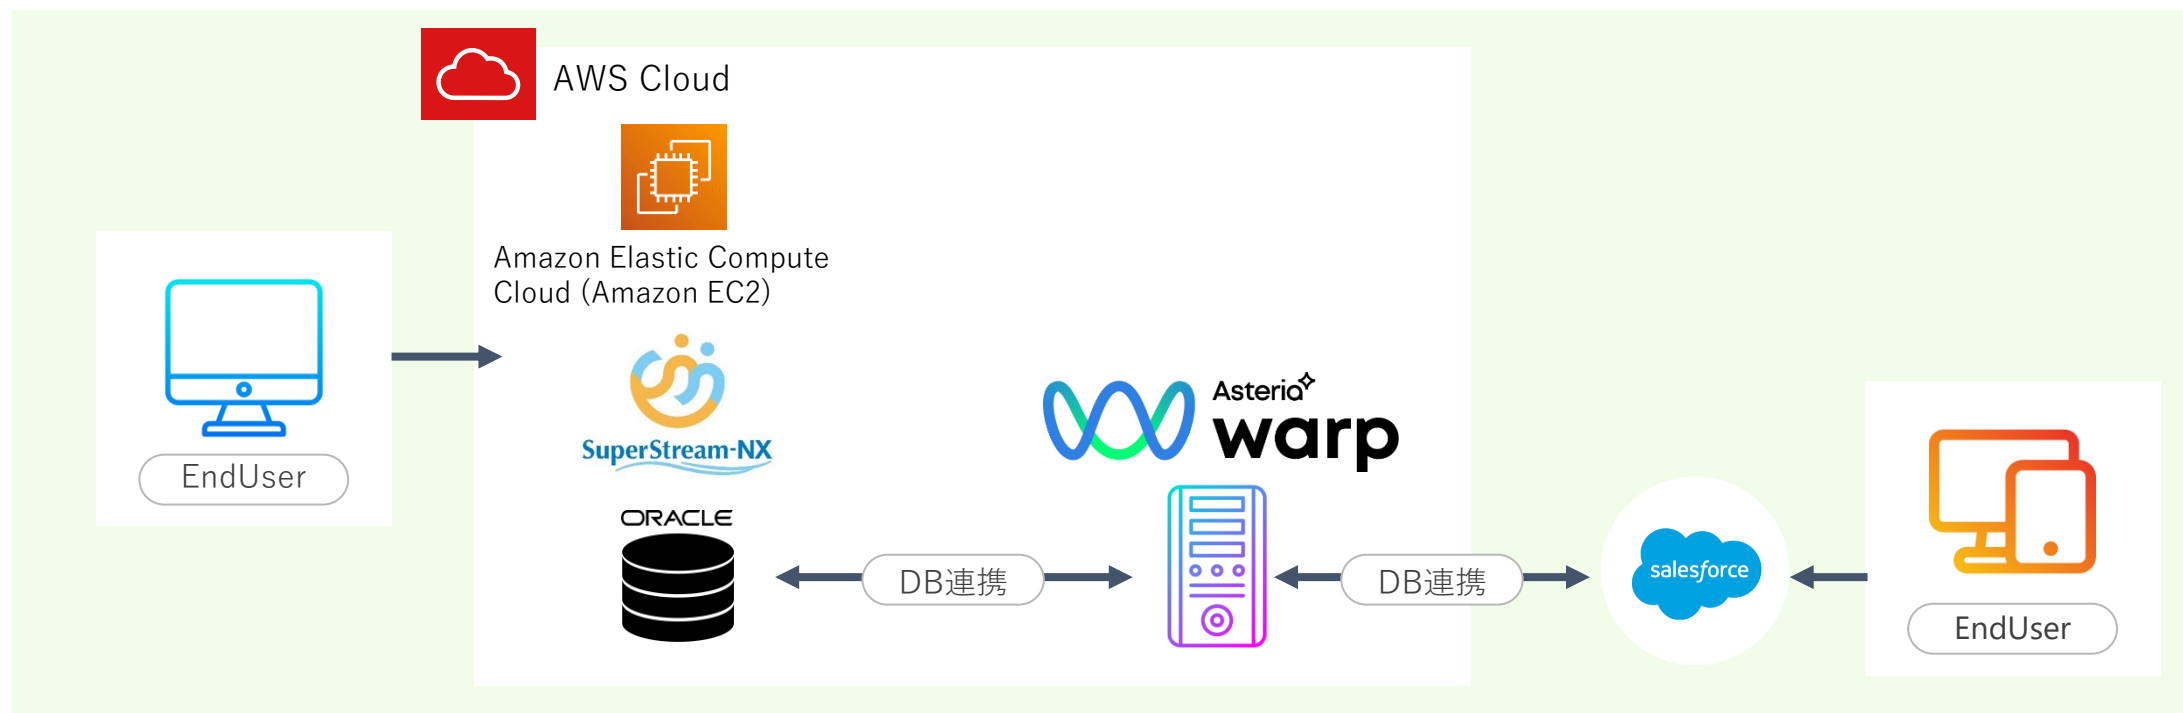 AWS Cloud
Amazon Elastic Compute
Cloud (Amazon EC2)
EndUser
SuperStream-NX
Asteria
warp
ORACLE
DB連携
DB連携
salesforce
EndUser